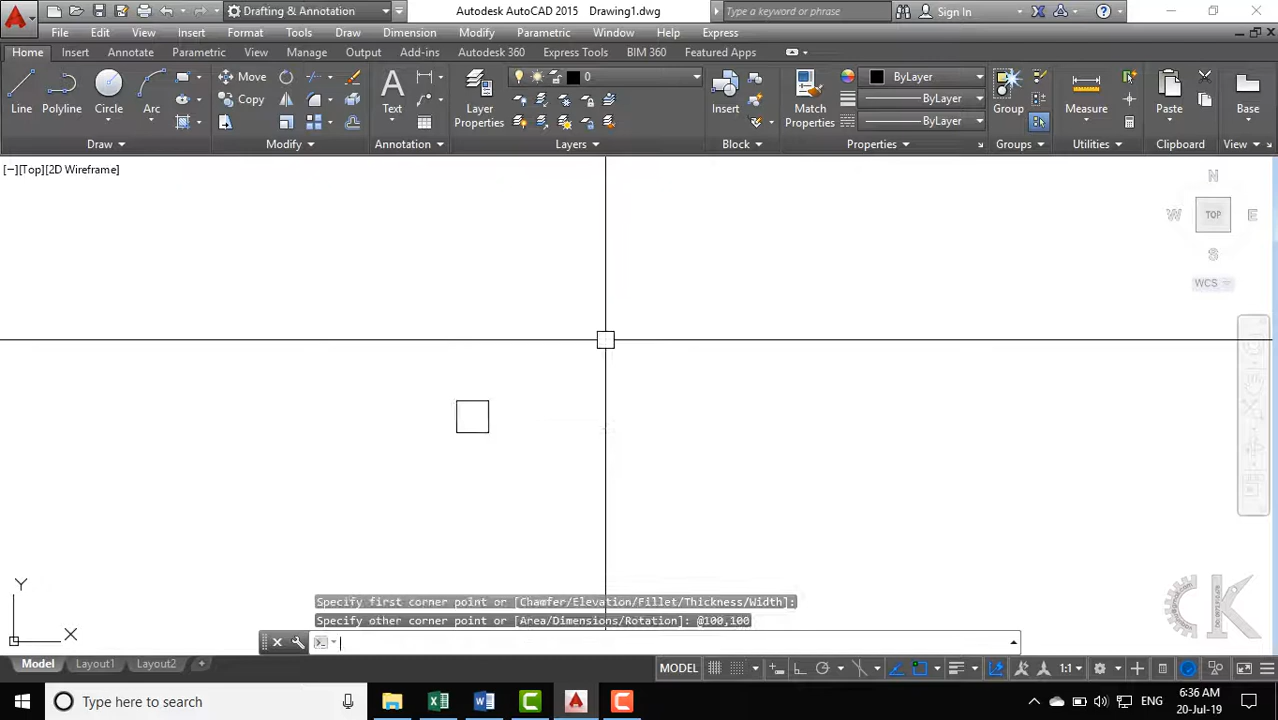 Drafting & Annotation
Autodesk AutoCAD 2015 Drawing1.dwg
Type a keyword or phrase
Sign In
File Edit View Insert Format Tools Draw Dimension Modify Parametric Window Help Express
Home Insert Annotate Parametric View Manage Output Add-ins Autodesk 360 Express Tools BIM 360 Featured Apps
Line Polyline Circle Arc
Move
Copy
Text
Layer Properties
0
Insert
Match Properties
ByLayer
ByLayer
ByLayer
Group
Measure
Paste
Base
Draw Modify Annotation Layers Block Properties Groups Utilities Clipboard View
[−][Top][2D Wireframe]
N
W TOP E
S
WCS
Y
X
Specify first corner point or [Chamfer/Elevation/Fillet/Thickness/Width]:
Specify other corner point or [Area/Dimensions/Rotation]: @100,100
Model Layout1 Layout2 +
MODEL
1:1
CK
Type here to search
ENG
6:36 AM
20-Jul-19